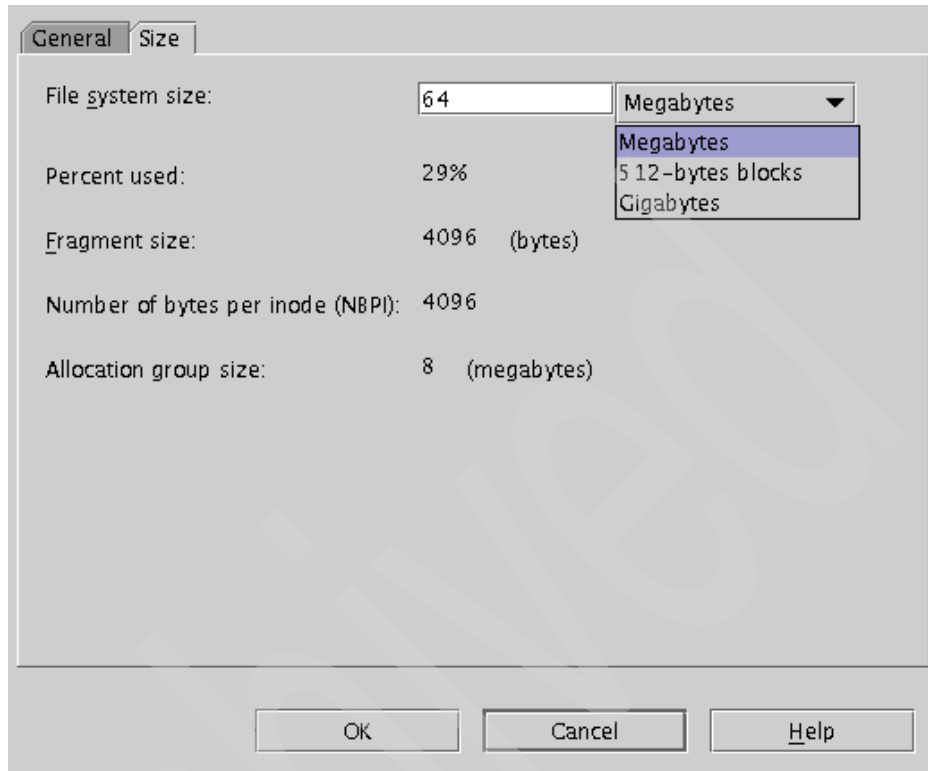 General Size
File system size: 64 Megabytes
Megabytes
512-bytes blocks
Gigabytes
Percent used: 29%
Fragment size: 4096 (bytes)
Number of bytes per inode (NBPI): 4096
Allocation group size: 8 (megabytes)
OK Cancel Help